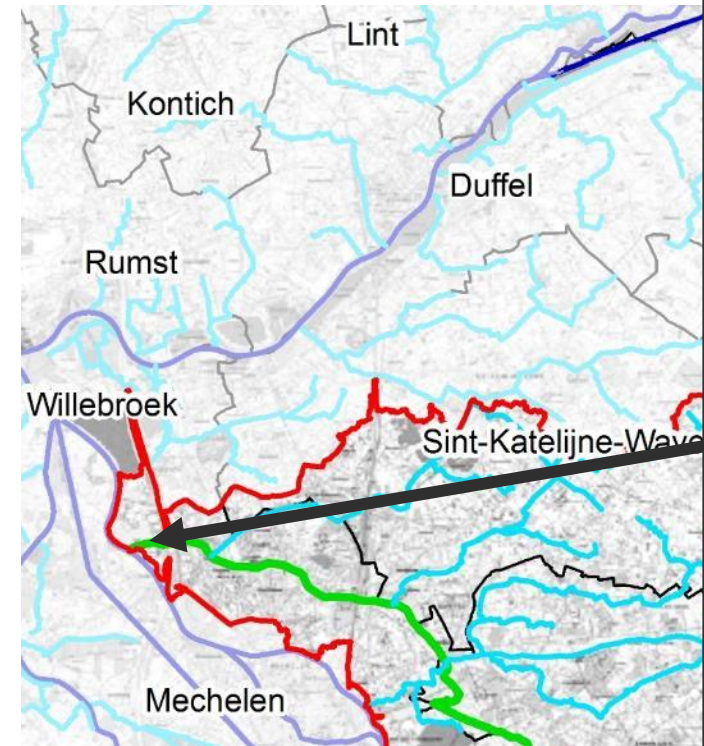 Lint
Kontich
Duffel
Rumst
Willebroek
Sint-Katelijne-Wave
Mechelen